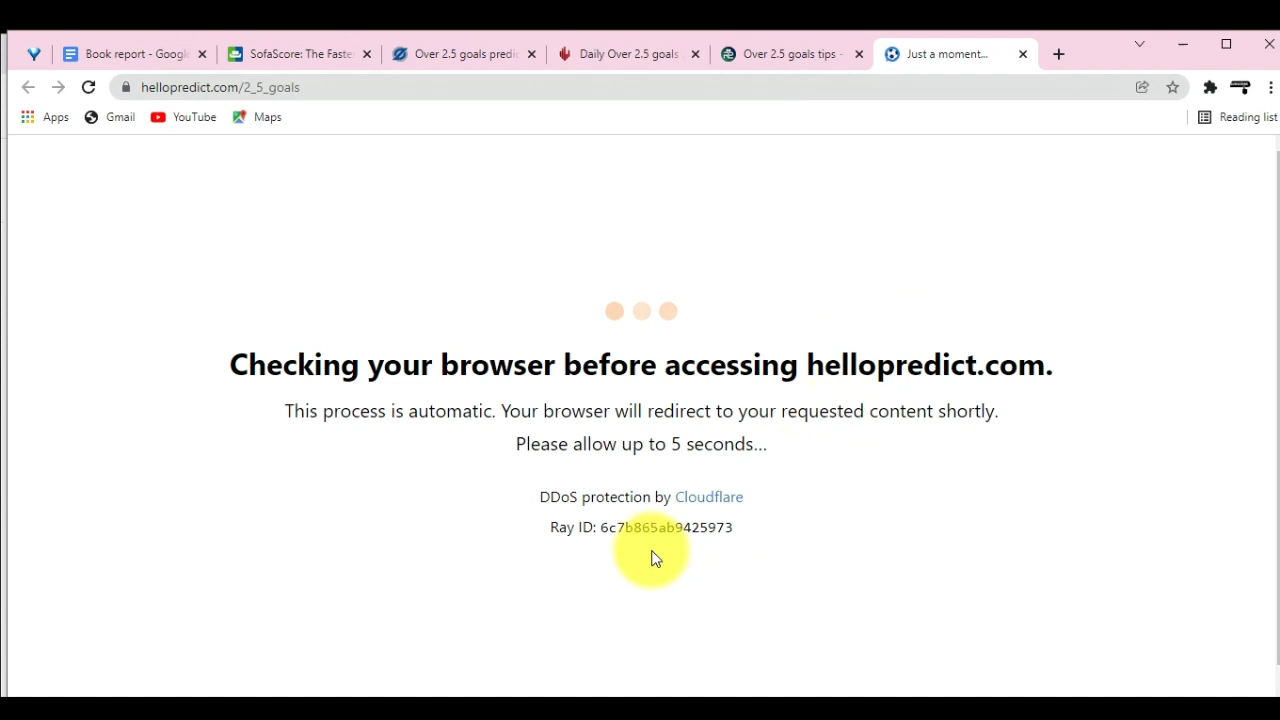 Book report - Googl
SofaScore: The Faste
Over 2.5 goals predic
Daily Over 2.5 goals
Over 2.5 goals tips -
Just a moment...
hellopredict.com/2_5_goals
Apps
Gmail
YouTube
Maps
Reading list
Checking your browser before accessing hellopredict.com.
This process is automatic. Your browser will redirect to your requested content shortly.
Please allow up to 5 seconds...
DDoS protection by Cloudflare
Ray ID: 6c7b865ab9425973